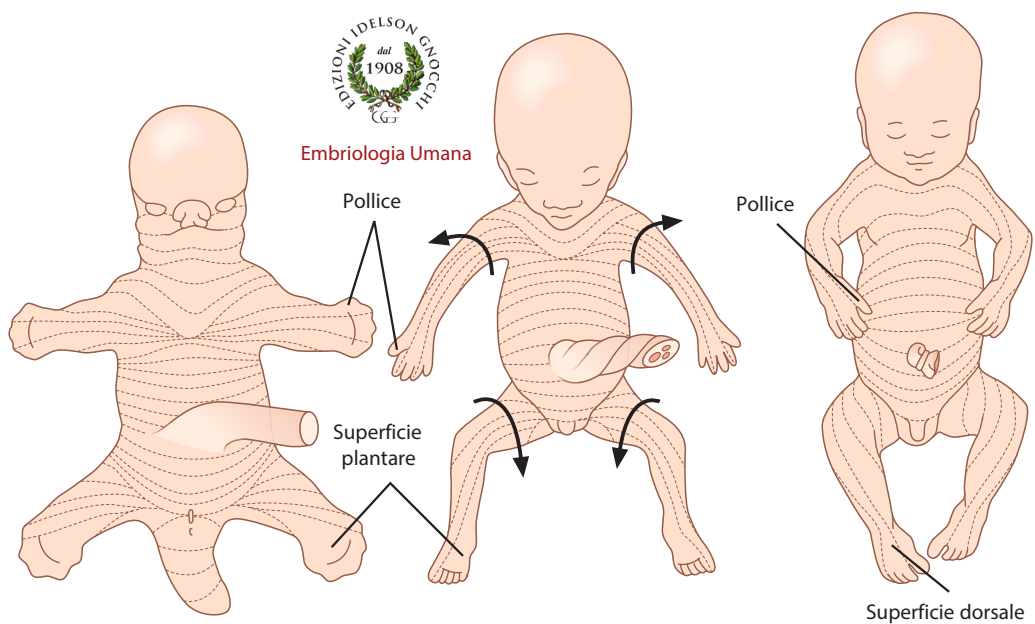 EDIZIONI IDELSON GNOCCHI
dal
1908
CGG
Embriologia Umana
Pollice
Pollice
Superficie
plantare
Superficie dorsale